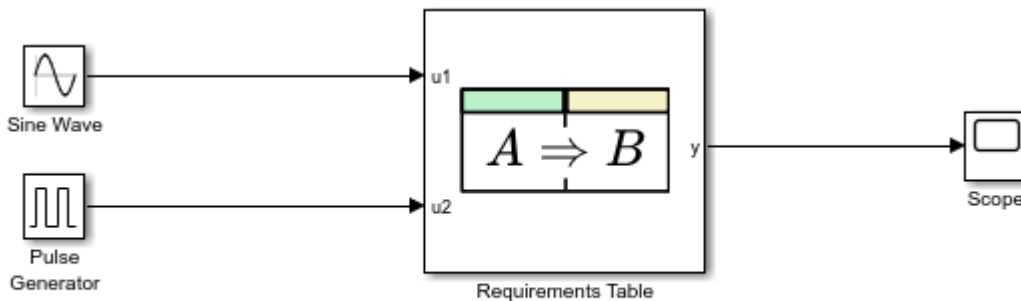 Sine Wave
Pulse
Generator
u1
u2
A ⇒ B
y
Requirements Table
Scope